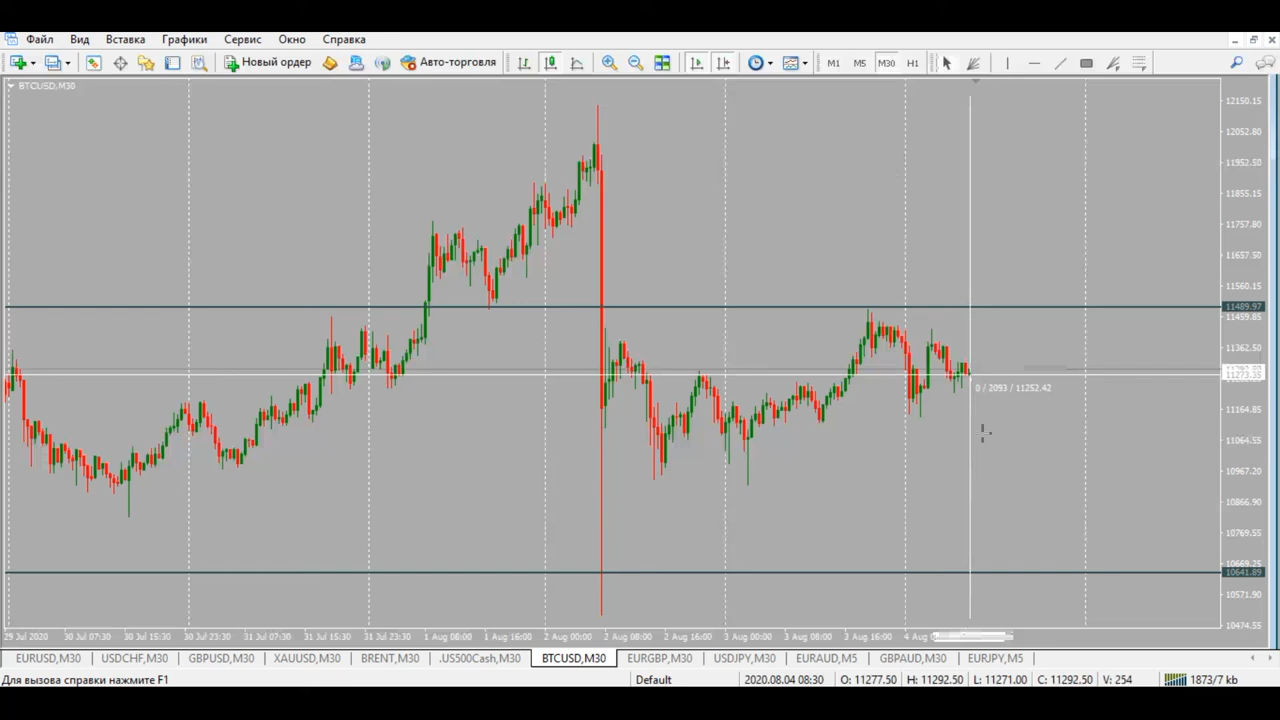 Файл Вид Вставка Графики Сервис Окно Справка
Новый ордер Авто-торговля M1 M5 M30 H1
BTCUSD,M30
12150.15
12052.80
11952.50
11855.15
11757.80
11657.50
11560.15
11489.97
11459.85
11362.50
11273.35
0 / 2093 / 11252.42
11164.85
11064.55
10967.20
10866.90
10769.55
10669.25
10641.89
10571.90
10474.55
29 Jul 2020 30 Jul 07:30 30 Jul 15:30 30 Jul 23:30 31 Jul 07:30 31 Jul 15:30 31 Jul 23:30 1 Aug 08:00 1 Aug 16:00 2 Aug 00:00 2 Aug 08:00 2 Aug 16:00 3 Aug 00:00 3 Aug 08:00 3 Aug 16:00 4 Aug
EURUSD,M30 USDCHF,M30 GBPUSD,M30 XAUUSD,M30 BRENT,M30 .US500Cash,M30 BTCUSD,M30 EURGBP,M30 USDJPY,M30 EURAUD,M5 GBPAUD,M30 EURJPY,M5
Для вызова справки нажмите F1 Default 2020.08.04 08:30 O: 11277.50 H: 11292.50 L: 11271.00 C: 11292.50 V: 254 1873/7 kb